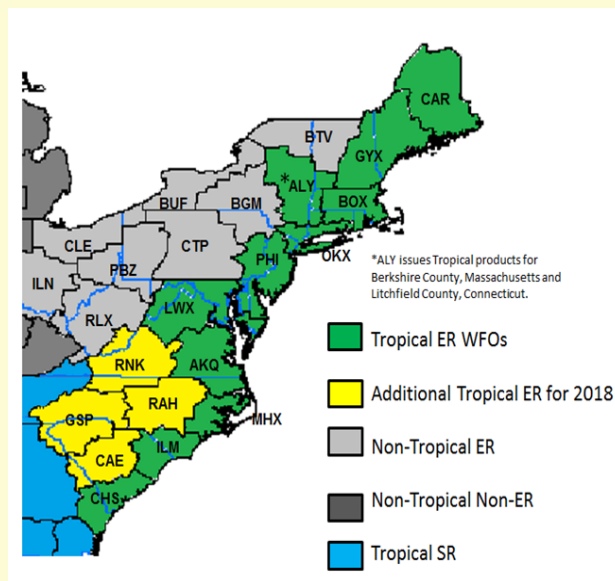 CAR
BTV
GYX
*ALY
BUF
BGM
BOX
CLE
CTP
PHI
OKX
PBZ
ILN
LWX
RLX
RNK
AKQ
RAH
GSP
MHX
ILM
CAE
CHS
*ALY issues Tropical products for
Berkshire County, Massachusetts and
Litchfield County, Connecticut.
Tropical ER WFOs
Additional Tropical ER for 2018
Non-Tropical ER
Non-Tropical Non-ER
Tropical SR